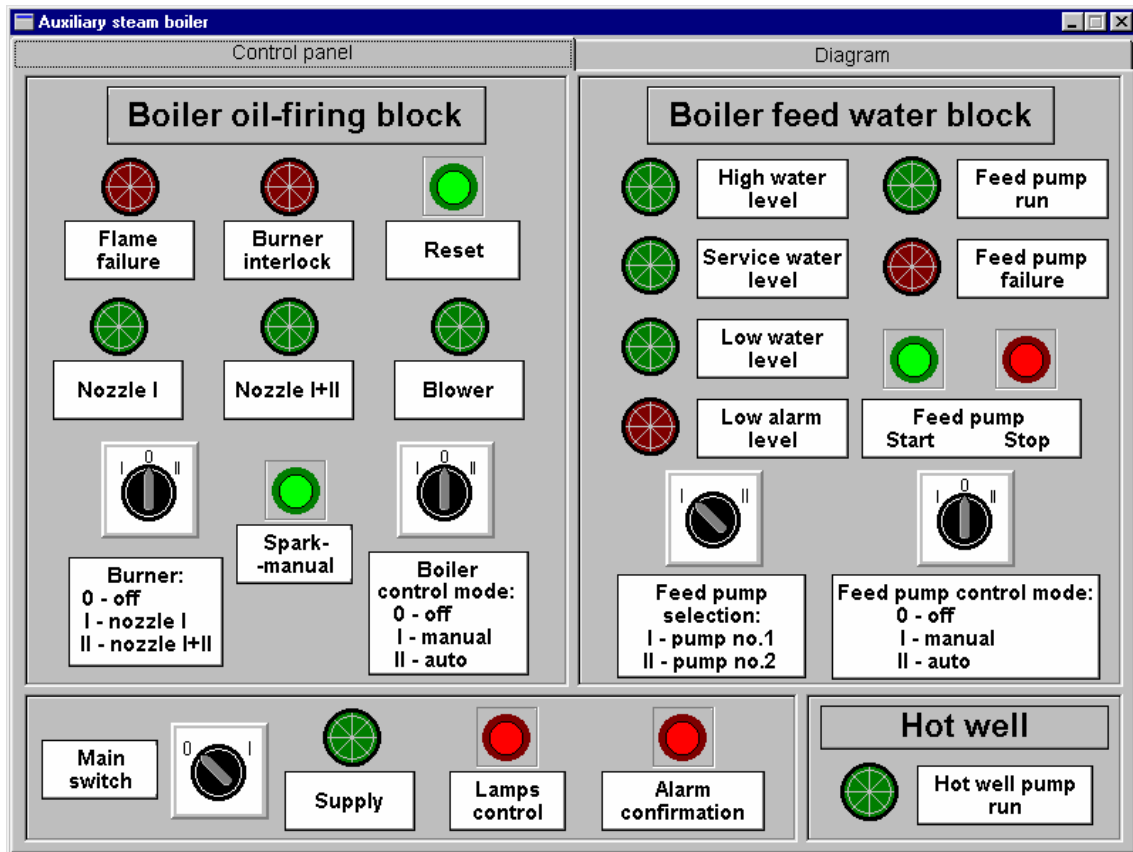 Auxiliary steam boiler
Control panel
Diagram
Boiler oil-firing block
Flame
failure
Burner
interlock
Reset
Nozzle I
Nozzle I+II
Blower
I 0 II
Burner:
0 - off
I - nozzle I
II - nozzle I+II
Spark-
-manual
I 0 II
Boiler
control mode:
0 - off
I - manual
II - auto
Boiler feed water block
High water
level
Feed pump
run
Service water
level
Feed pump
failure
Low water
level
Low alarm
level
Feed pump
Start Stop
I II
Feed pump
selection:
I - pump no.1
II - pump no.2
I 0 II
Feed pump control mode:
0 - off
I - manual
II - auto
Main
switch
0 I
Supply
Lamps
control
Alarm
confirmation
Hot well
Hot well pump
run